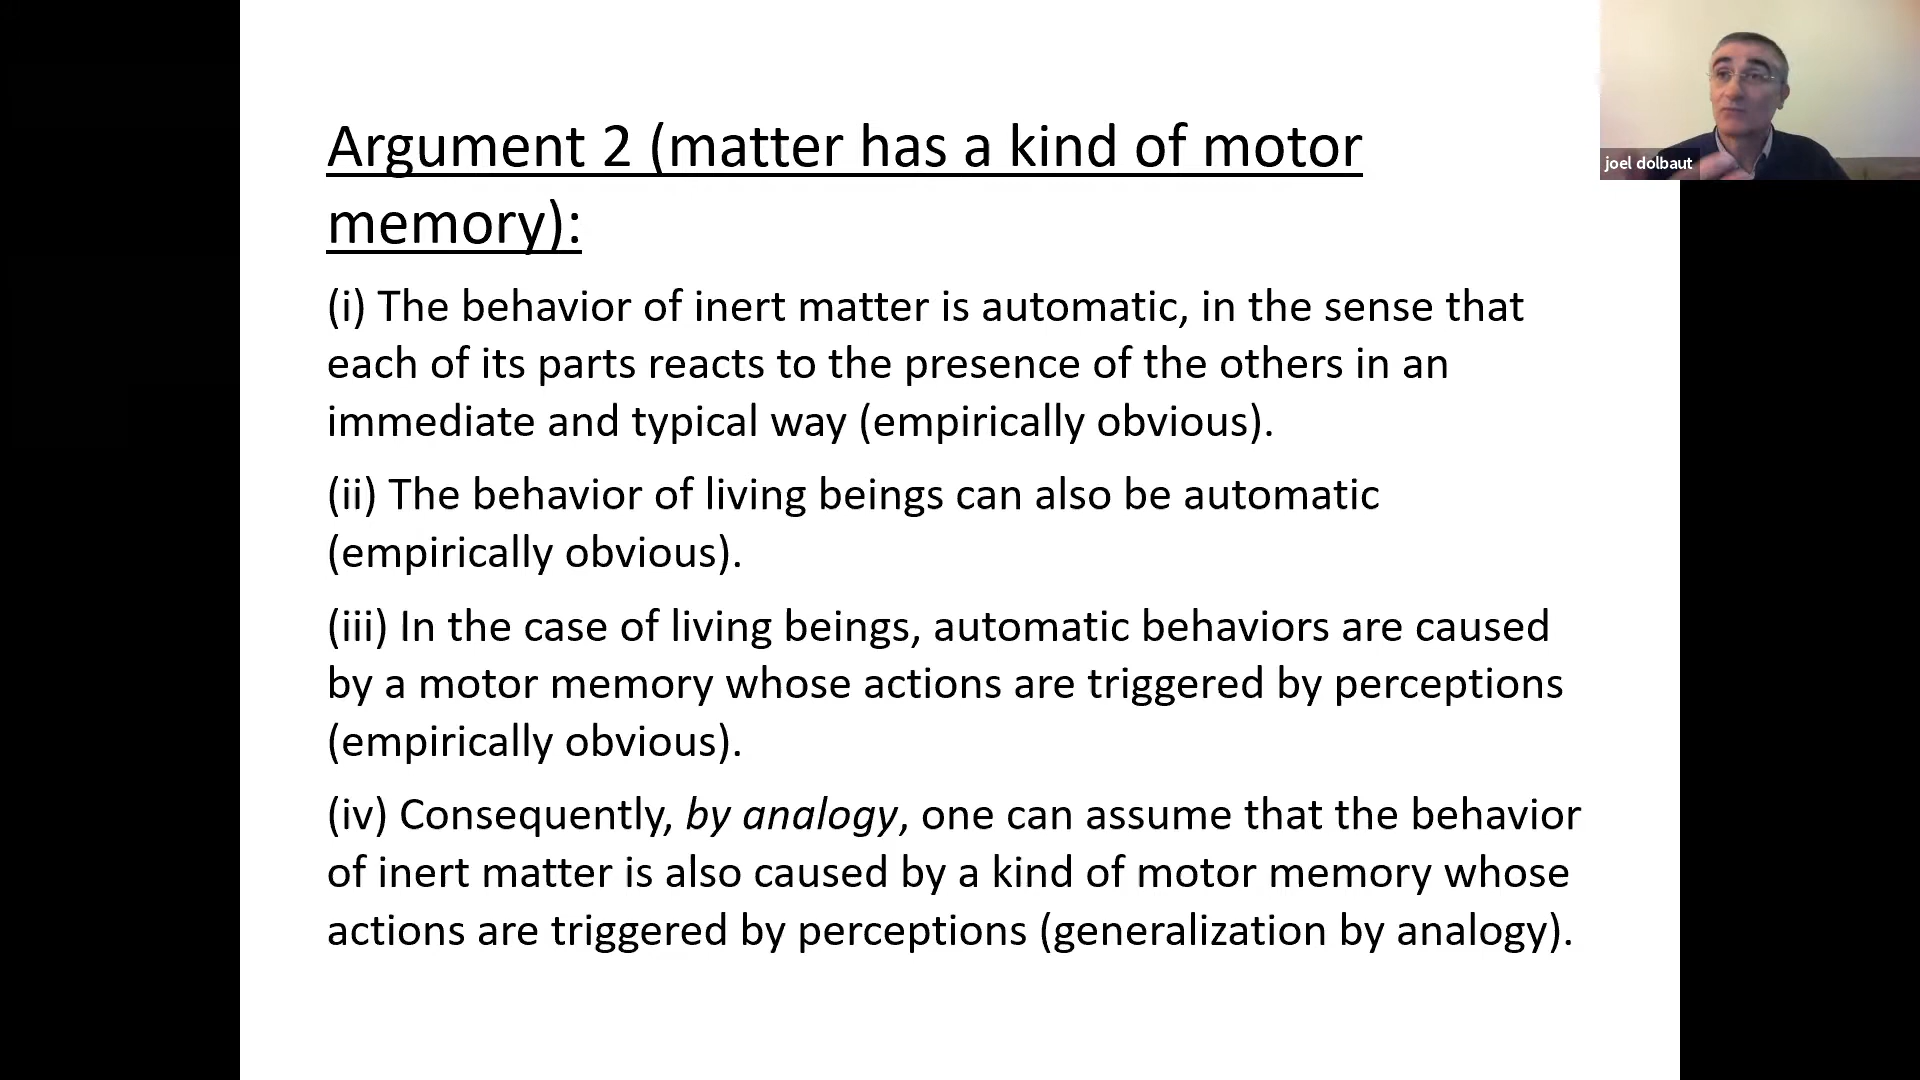 Argument 2 (matter has a kind of motor
memory):
(i) The behavior of inert matter is automatic, in the sense that
each of its parts reacts to the presence of the others in an
immediate and typical way (empirically obvious).
(ii) The behavior of living beings can also be automatic
(empirically obvious).
(iii) In the case of living beings, automatic behaviors are caused
by a motor memory whose actions are triggered by perceptions
(empirically obvious).
(iv) Consequently, by analogy, one can assume that the behavior
of inert matter is also caused by a kind of motor memory whose
actions are triggered by perceptions (generalization by analogy).
joel dolbaut